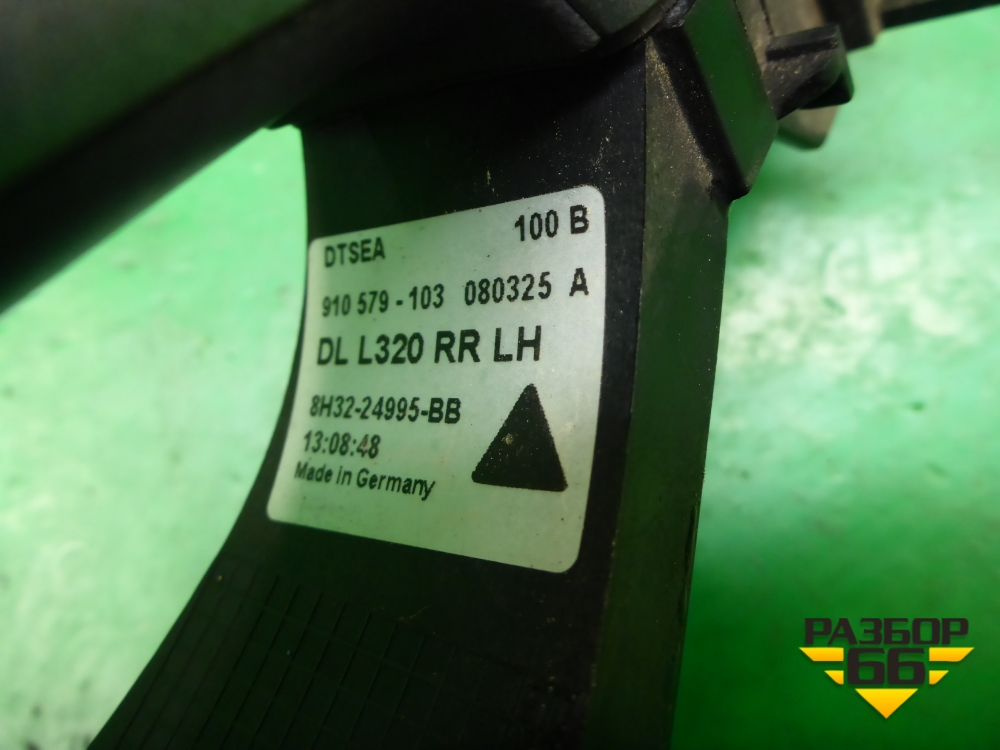 DTSEA 100 B
910 579 - 103 080325 A
DL L320 RR LH
8H32-24995-BB
13:08:48
Made in Germany
РАЗБОР
66